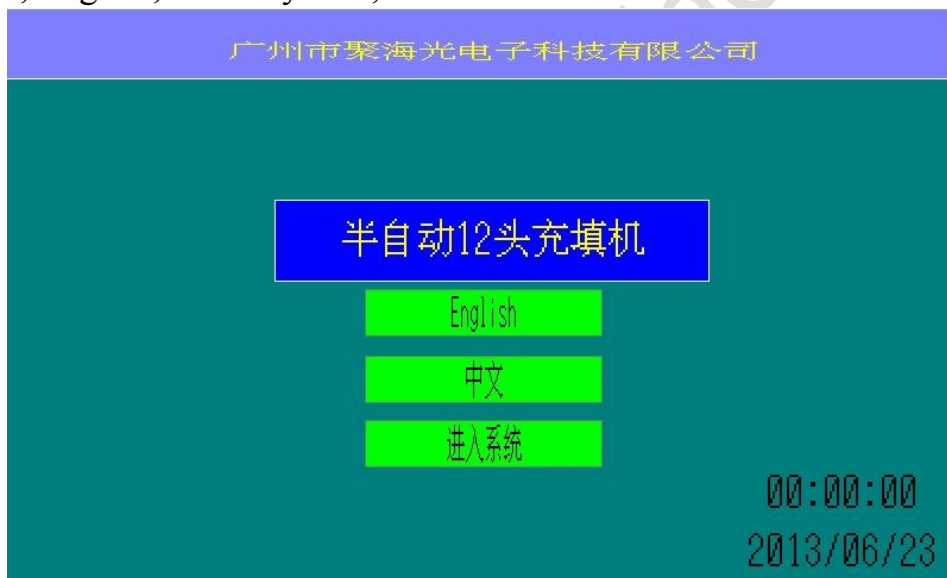 广州市聚海光电子科技有限公司
半自动12头充填机
English
中文
进入系统
00:00:00
2013/06/23